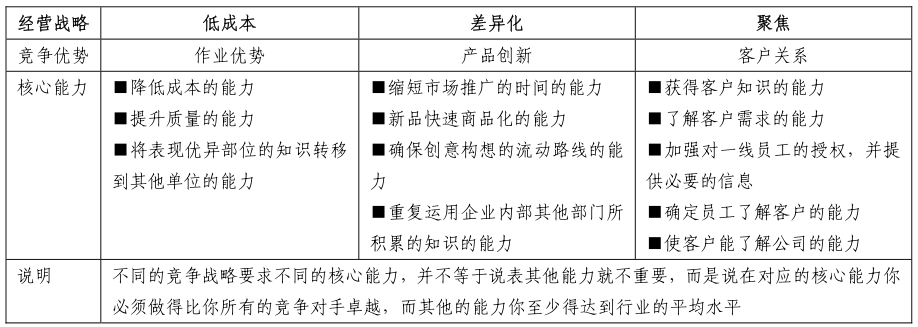 经营战略 低成本 差异化 聚焦
竞争优势 作业优势 产品创新 客户关系
核心能力
■降低成本的能力
■提升质量的能力
■将表现优异部位的知识转移
到其他单位的能力
■缩短市场推广的时间的能力
■新品快速商品化的能力
■确保创意构想的流动路线的能
力
■重复运用企业内部其他部门所
积累的知识的能力
■获得客户知识的能力
■了解客户需求的能力
■加强对一线员工的授权，并提
供必要的信息
■确定员工了解客户的能力
■使客户能了解公司的能力
说明
不同的竞争战略要求不同的核心能力，并不等于说表其他能力就不重要，而是说在对应的核心能力你
必须做得比你所有的竞争对手卓越，而其他的能力你至少得达到行业的平均水平